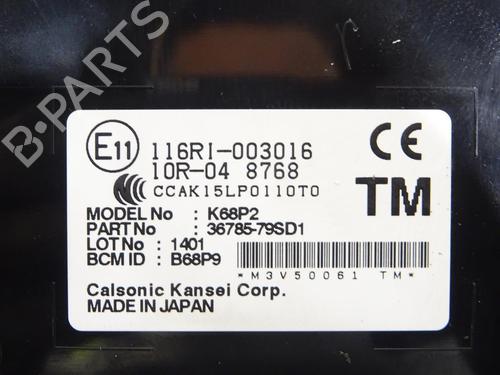 B-PARTS
E11
116RI-003016
10R-04 8768
CCAK15LP0110T0
CE
TM
MODEL No : K68P2
PART No : 36785-79SD1
LOT No : 1401
BCM ID : B68P9
*M3V50061 TM*
Calsonic Kansei Corp.
MADE IN JAPAN